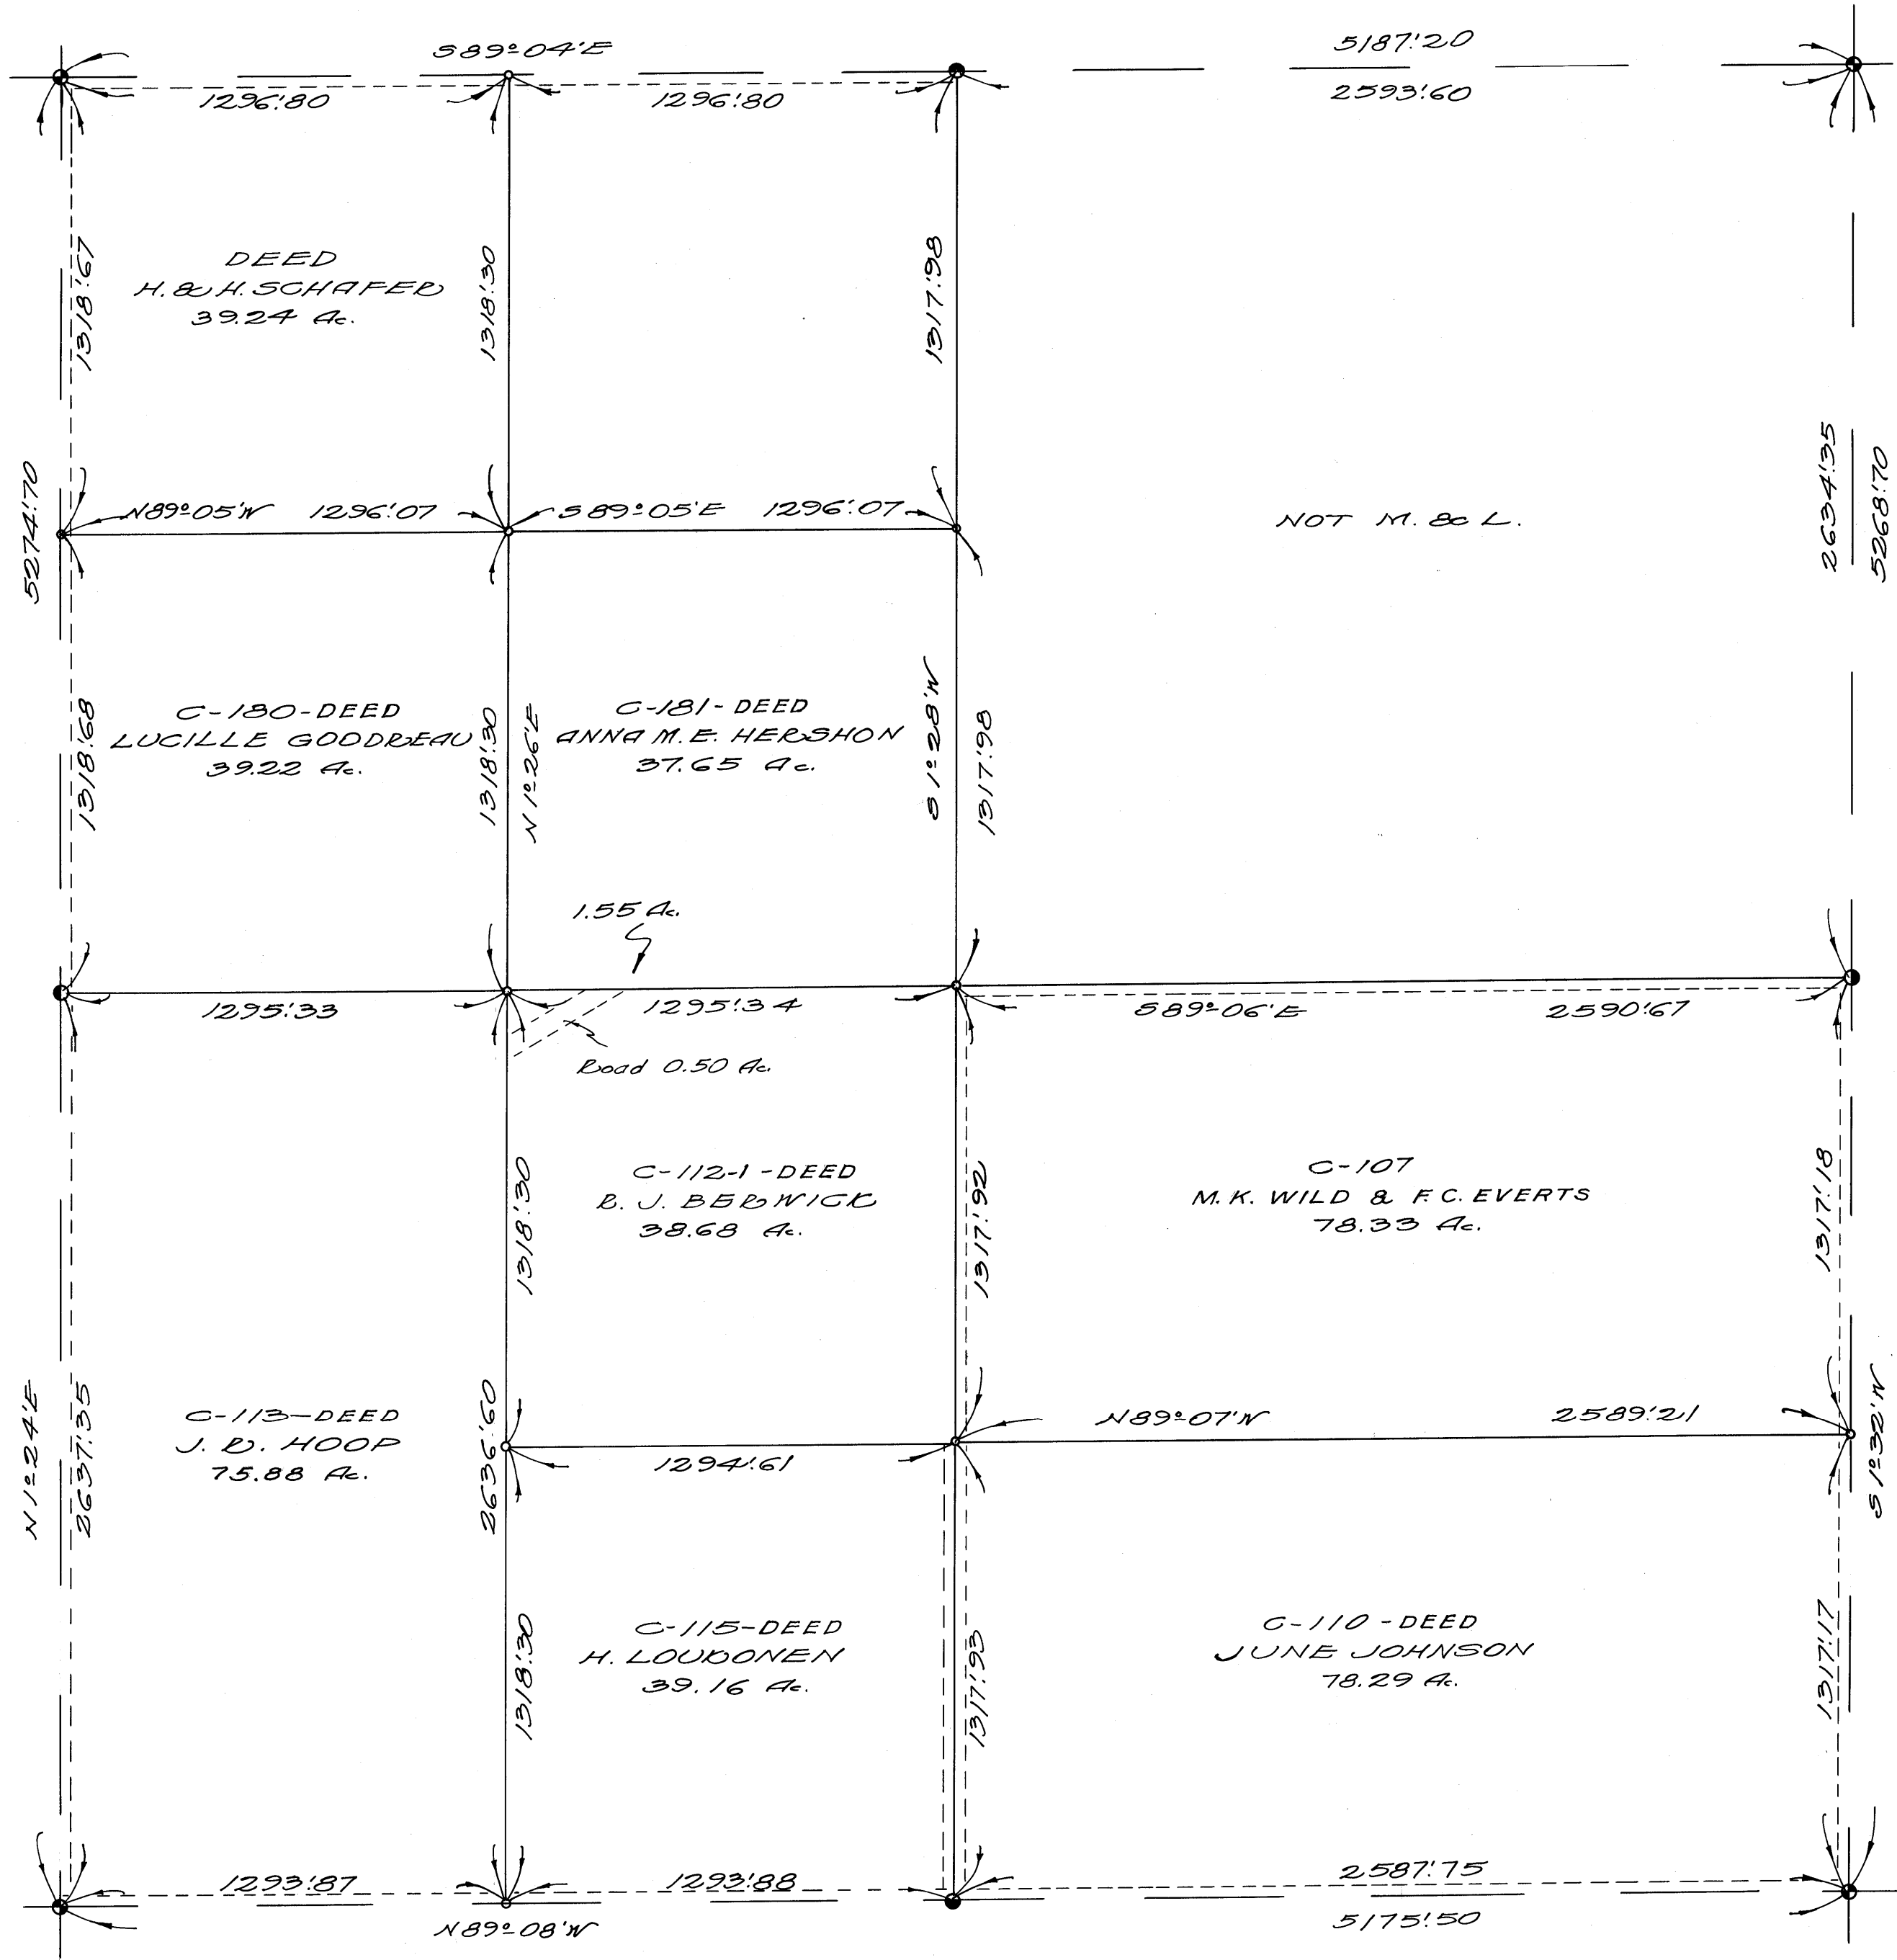 S89°04'E
5187.'20
1296.'80
1296.'80
2593.'60
1318.'67
DEED
H. & H. SCHAFER
39.24 Ac.
1318.'30
1317.'98
5274.'70
N89°05'W 1296.'07
S89°05'E 1296.'07
NOT M. & L.
2634.'35
5268.'70
1318.'68
C-180-DEED
LUCILLE GOODREAU
39.22 Ac.
1318.'30
N 1°26'E
C-181-DEED
ANNA M.E. HERSHON
37.65 Ac.
S 1°28'W
1317.'98
1.55 Ac.
1295.'33
1295.'34
S89°06'E
2590.'67
Road 0.50 Ac.
1318.'30
C-112-1-DEED
R. J. BERWICK
38.68 Ac.
1317.'92
C-107
M. K. WILD & F. C. EVERTS
78.33 Ac.
1317.'18
N 1°24'E
2637.'35
C-113-DEED
J. R. HOOP
75.88 Ac.
2636.'60
1294.'61
N89°07'W
2589.'21
S 1°32'W
1318.'30
C-115-DEED
H. LOUKONEN
39.16 Ac.
1317.'93
C-110-DEED
JUNE JOHNSON
78.29 Ac.
1317.'17
1293.'87
1293.'88
2587.'75
N89°08'W
5175.'50